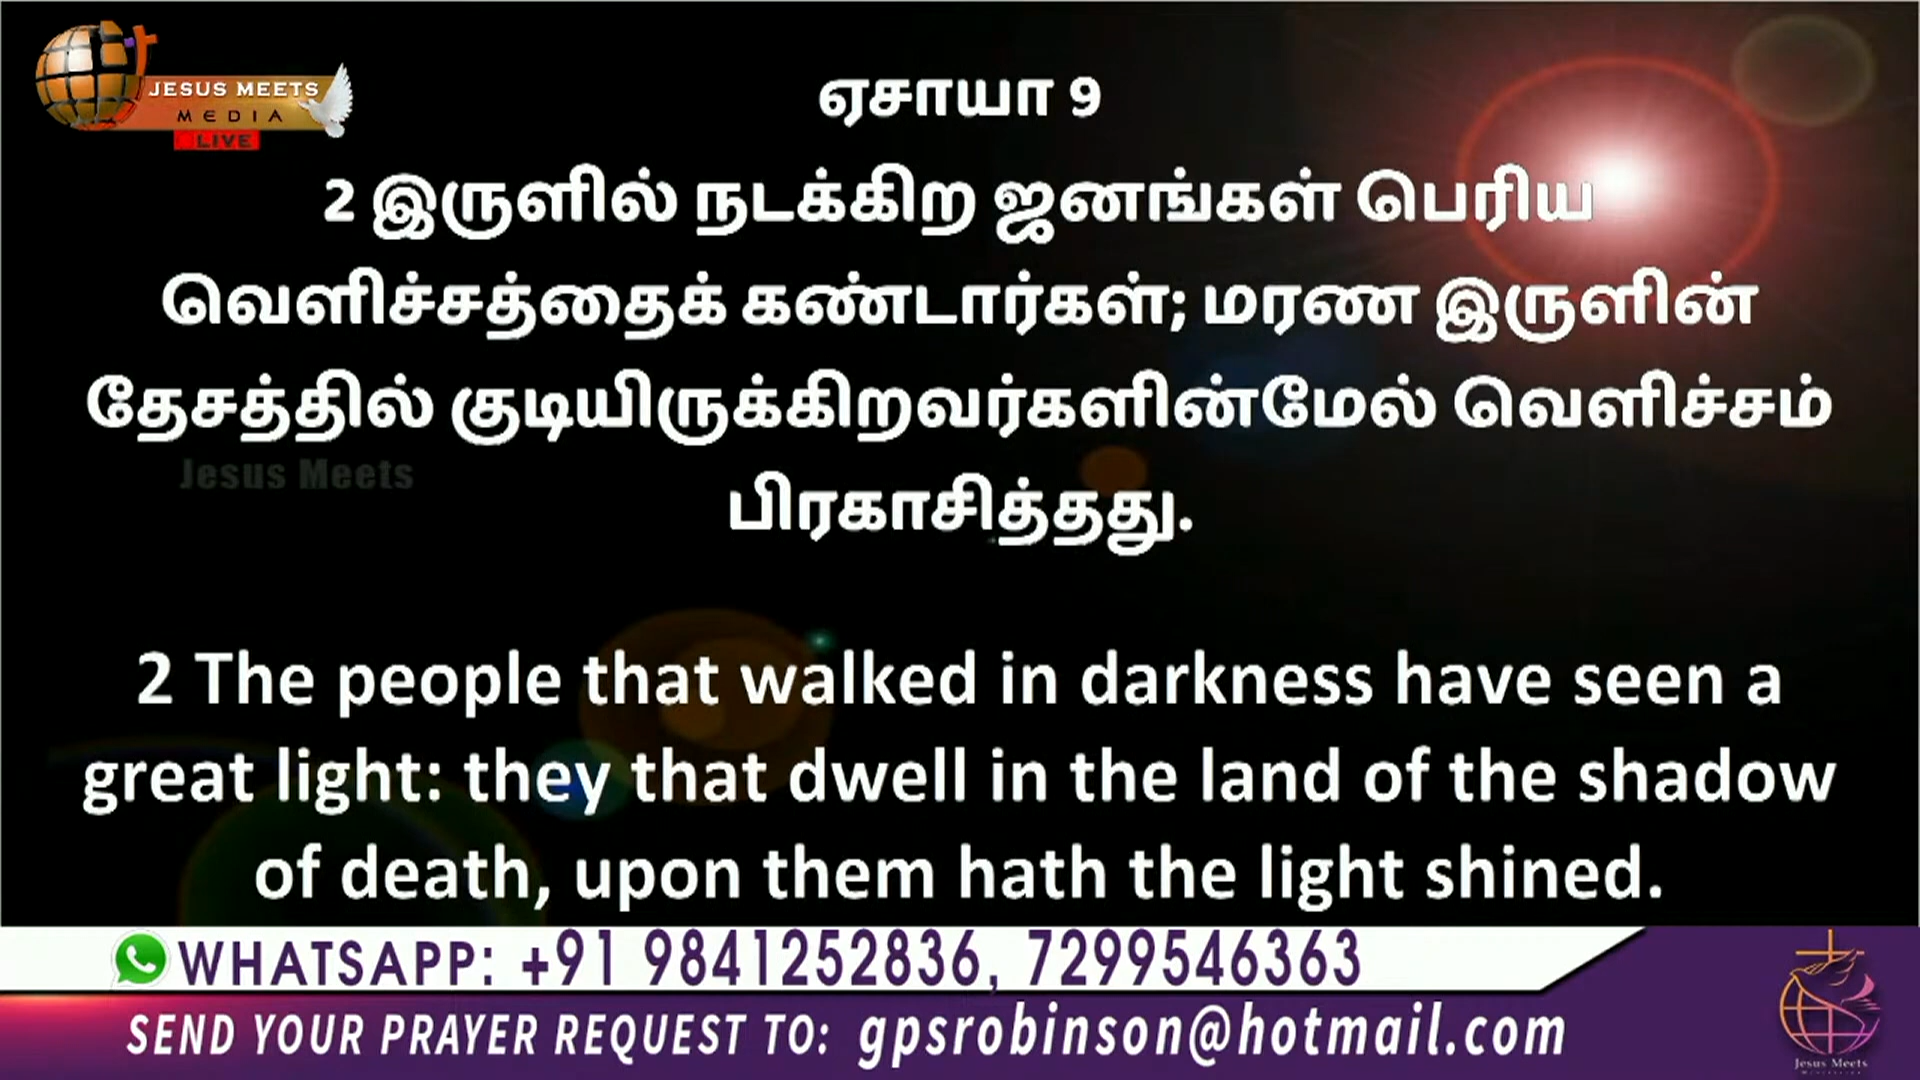 JESUS MEETS
MEDIA
LIVE
ஏசாயா 9
2 இருளில் நடக்கிற ஜனங்கள் பெரிய
வெளிச்சத்தைக் கண்டார்கள்; மரண இருளின்
தேசத்தில் குடியிருக்கிறவர்களின்மேல் வெளிச்சம்
Jesus Meets
பிரகாசித்தது.
2 The people that walked in darkness have seen a
great light: they that dwell in the land of the shadow
of death, upon them hath the light shined.
WHATSAPP: +91 9841252836, 7299546363
SEND YOUR PRAYER REQUEST TO: gpsrobinson@hotmail.com
Jesus Meets